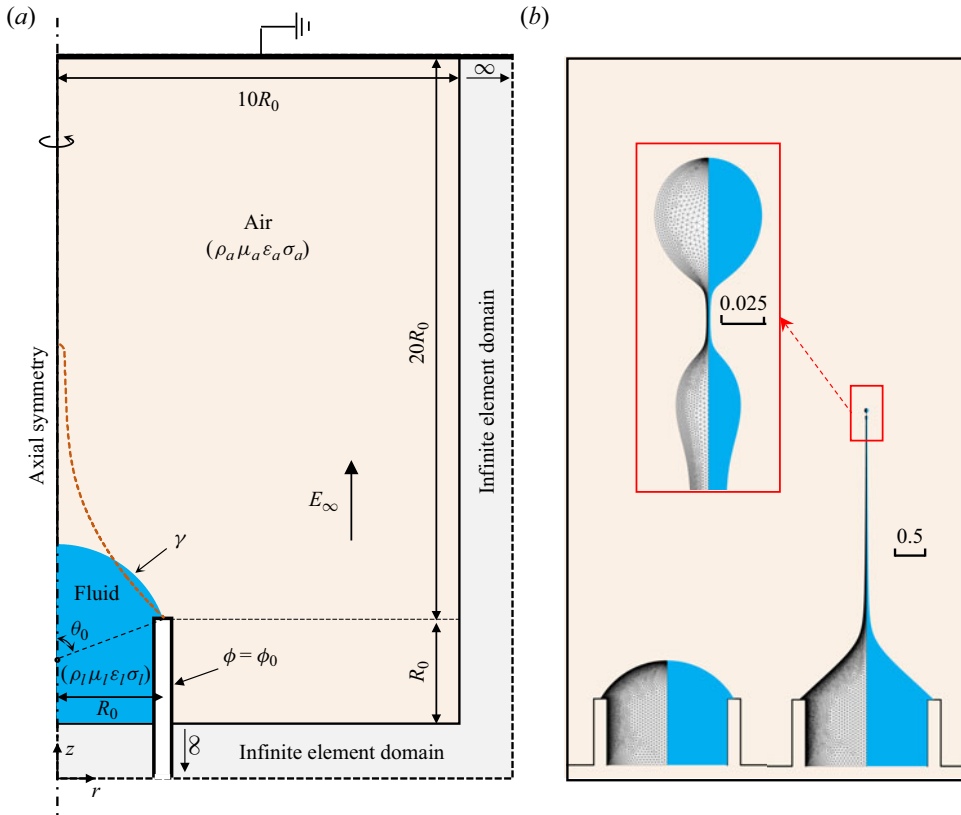 (a)
∞
10R₀
Air
(ρₐ μₐ εₐ σₐ)
20R₀
Infinite element domain
Axial symmetry
E∞
γ
Fluid
θ₀
ϕ = ϕ₀
(ρₗ μₗ εₗ σₗ)
R₀
R₀
z
∞
Infinite element domain
r
(b)
0.025
0.5